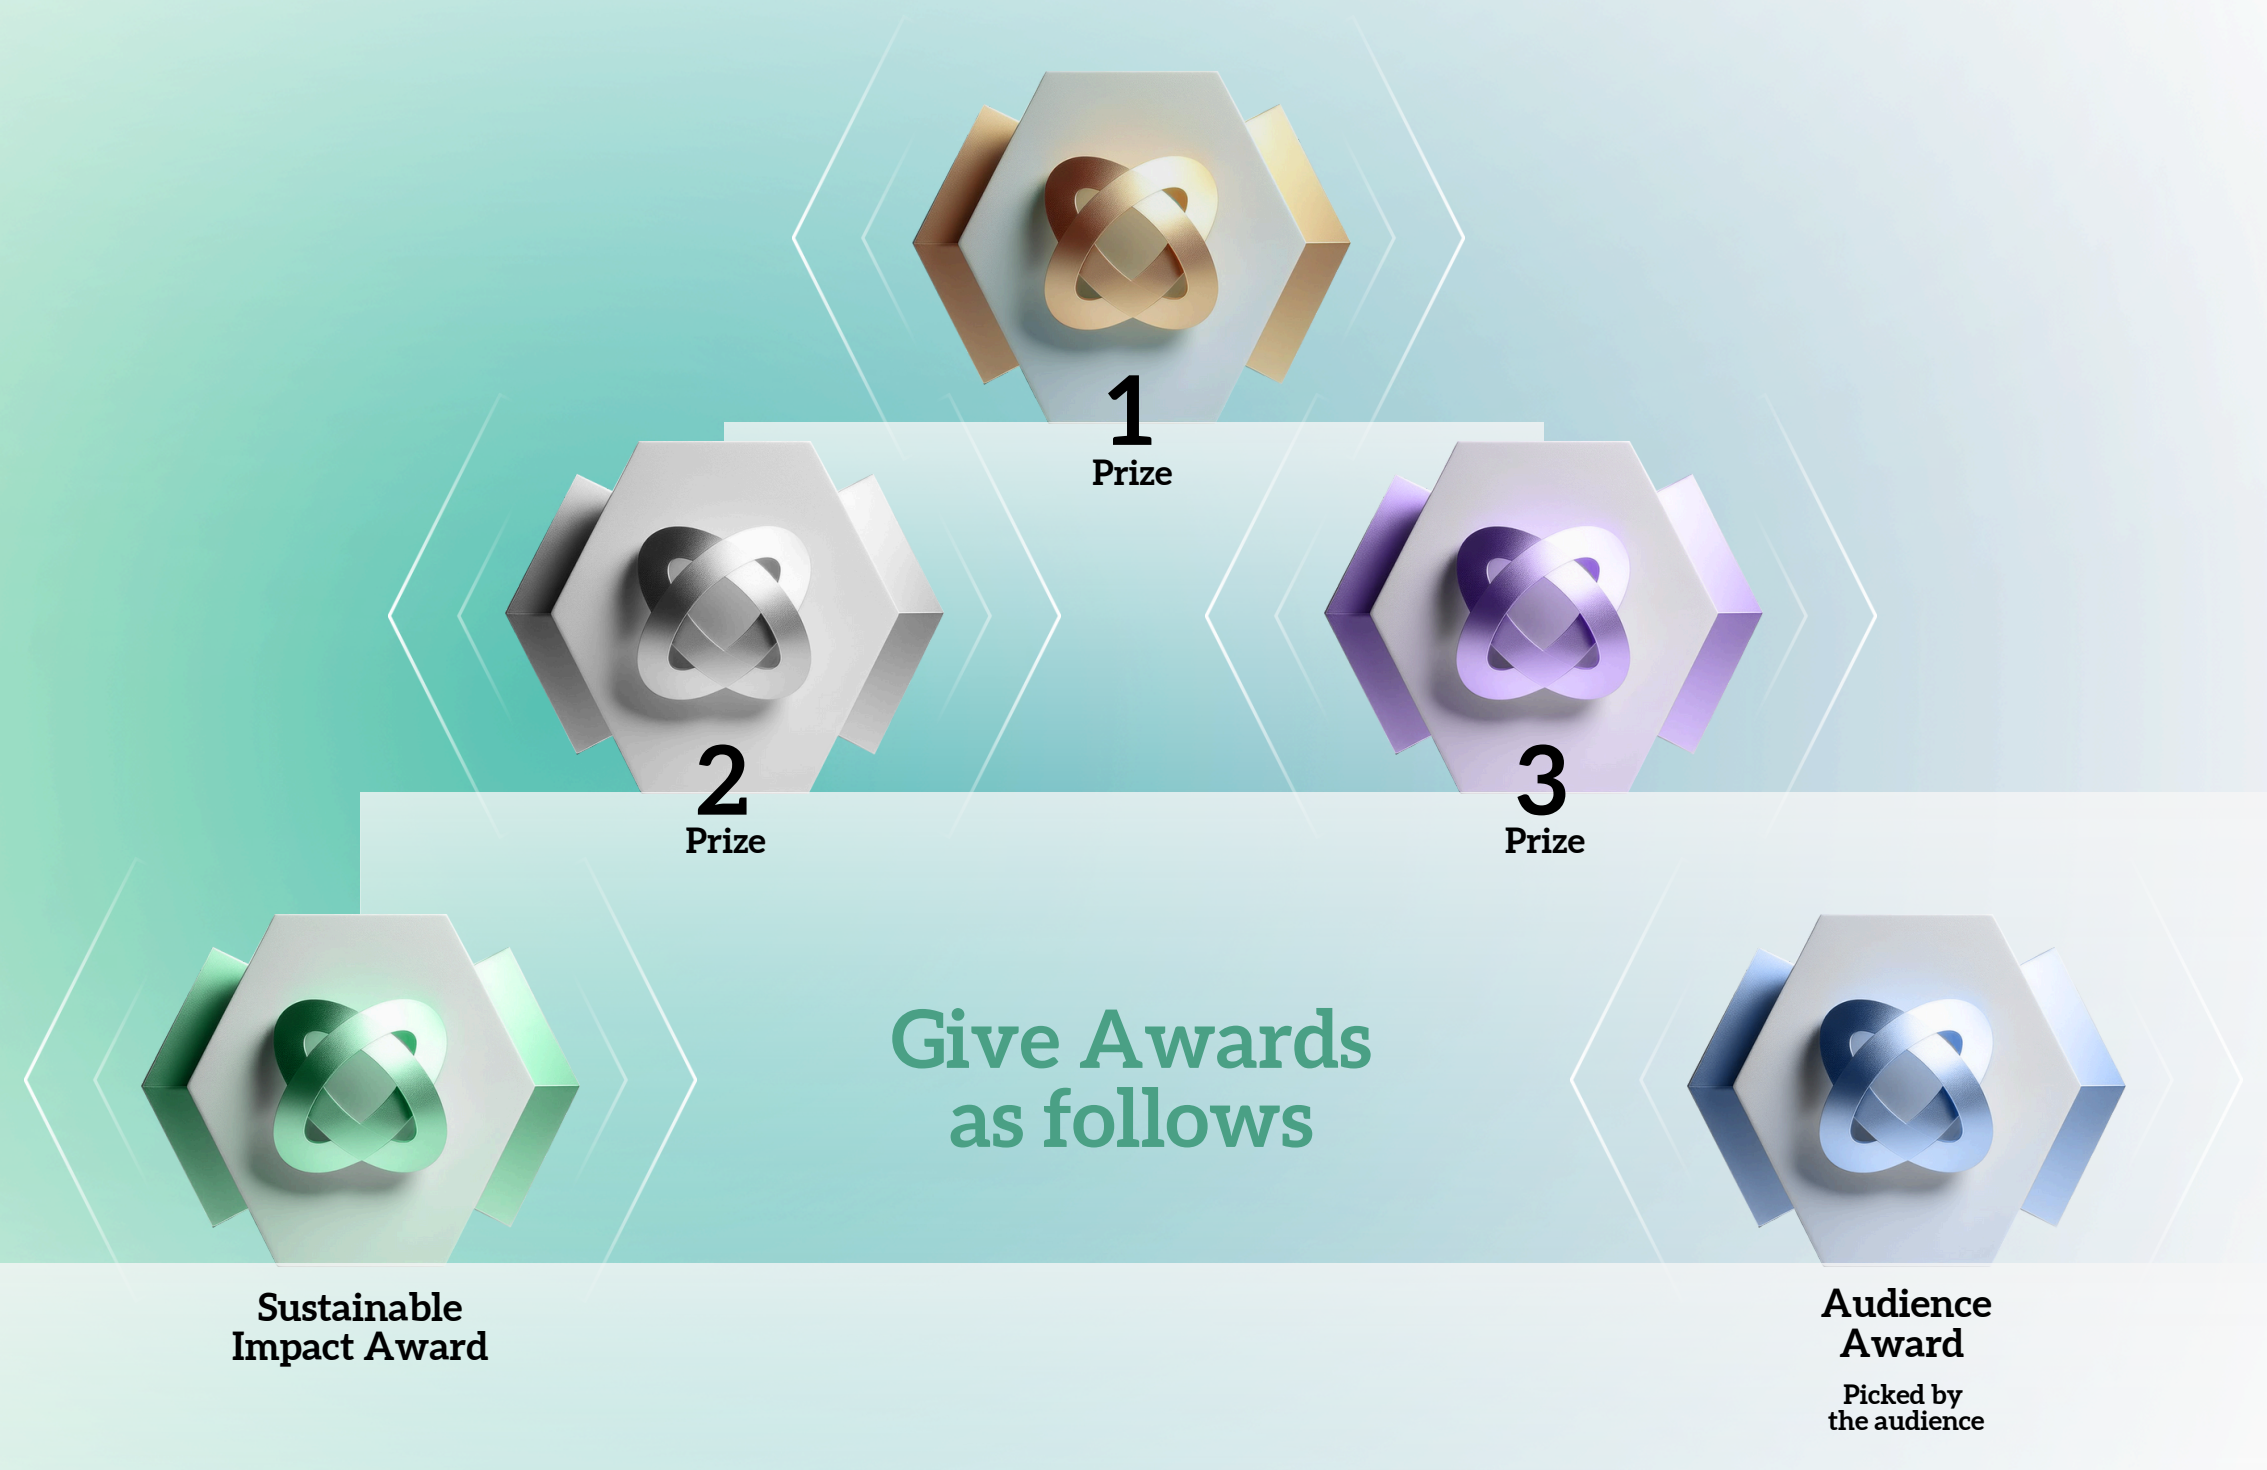 1
Prize
2
Prize
3
Prize
Give Awards
as follows
Sustainable
Impact Award
Audience
Award
Picked by
the audience